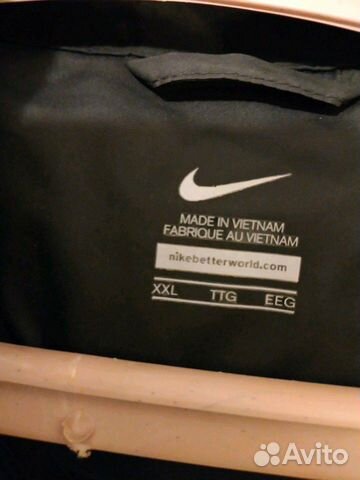 MADE IN VIETNAM
FABRIQUE AU VIETNAM
nikebetterworld.com
XXL TTG EEG
Avito